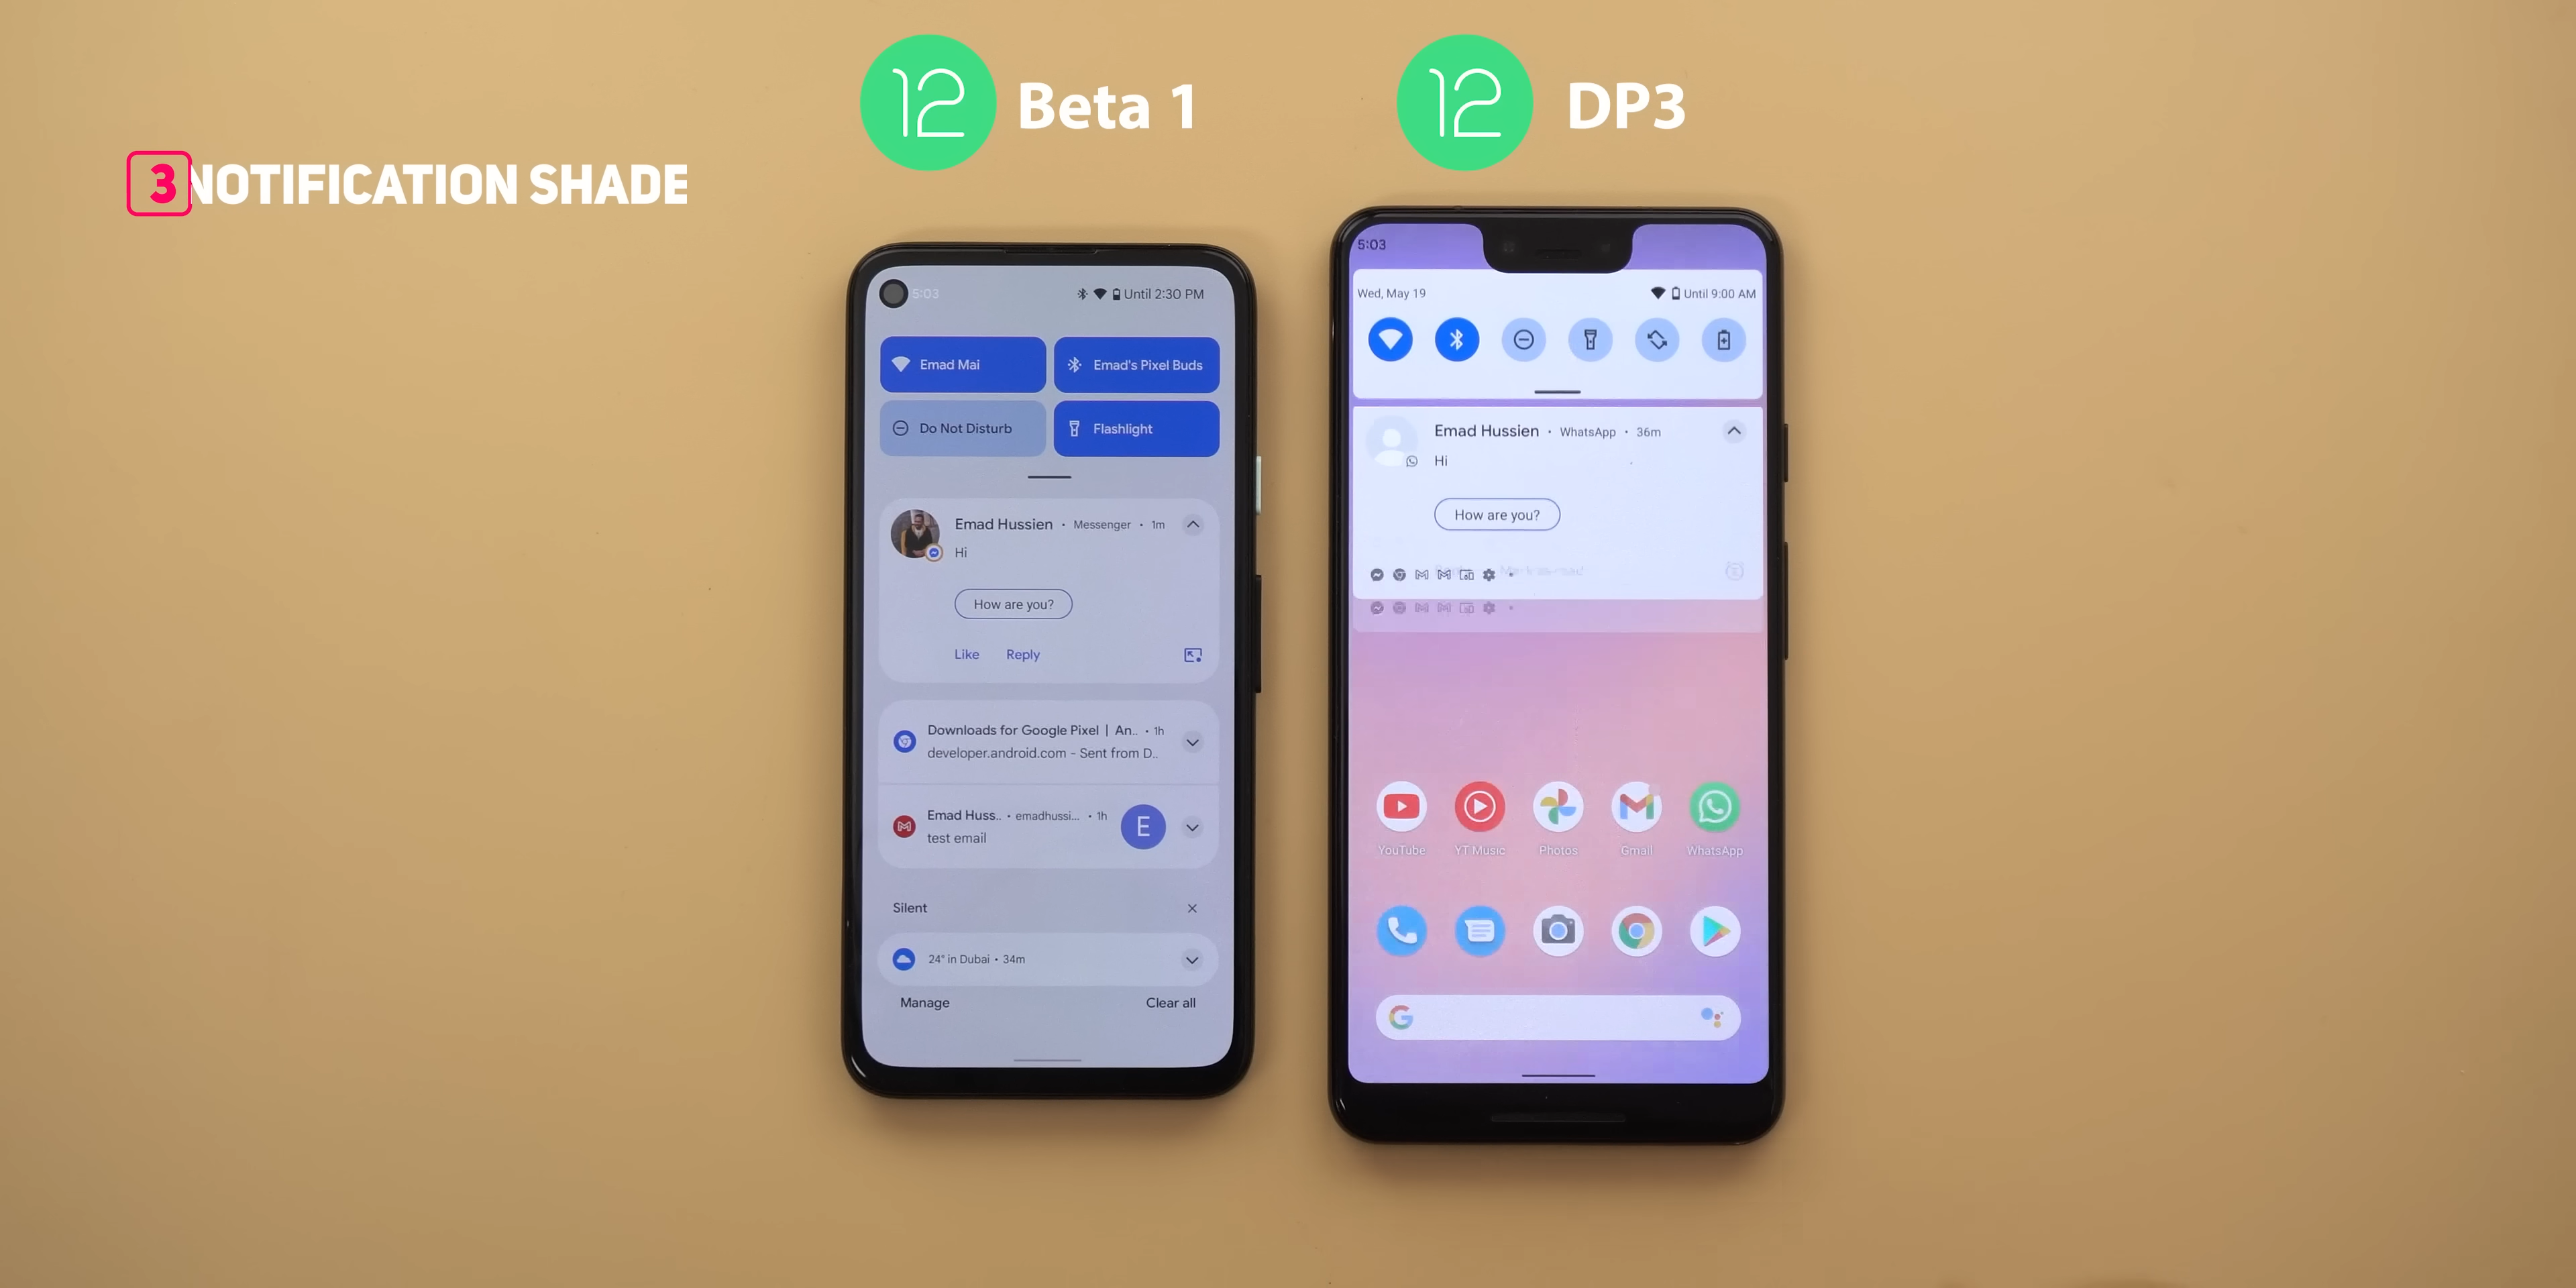 12 Beta 1
12 DP3
3 NOTIFICATION SHADE
5:03
Until 2:30 PM
Emad Mai
Emad's Pixel Buds
Do Not Disturb
Flashlight
Emad Hussien • Messenger • 1m
Hi
How are you?
Like Reply
Downloads for Google Pixel | An.. • 1h
developer.android.com - Sent from D..
Emad Huss.. • emadhussi... • 1h
E
test email
Silent
24° in Dubai • 34m
Manage
Clear all
5:03
Wed, May 19
Until 9:00 AM
Emad Hussien • WhatsApp • 36m
Hi
How are you?
YouTube
YT Music
Photos
Gmail
WhatsApp